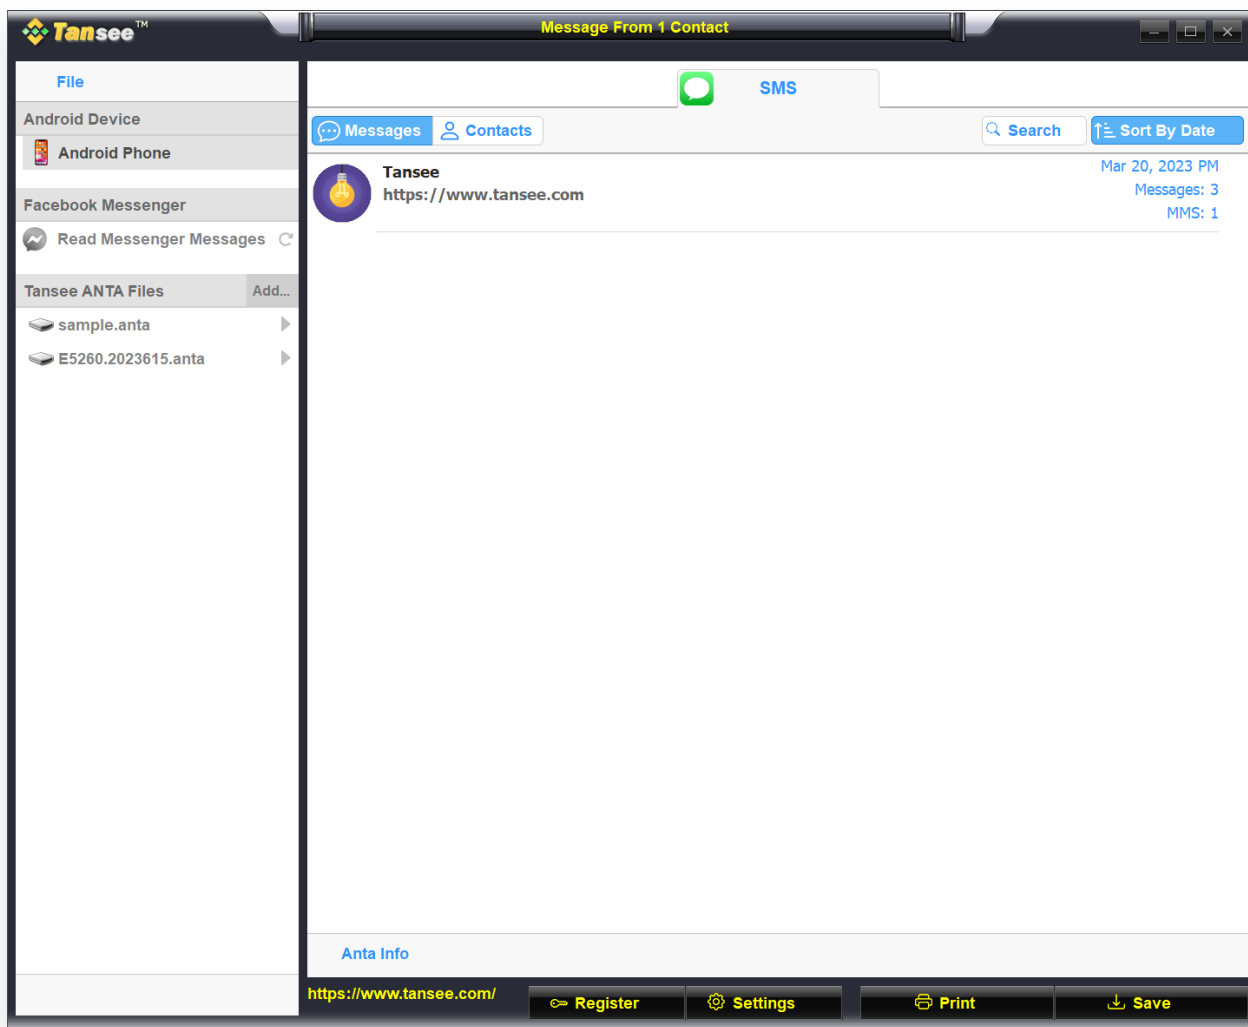 Tansee™
Message From 1 Contact
File
SMS
Android Device
Android Phone
Messages
Contacts
Search
Sort By Date
Tansee
https://www.tansee.com
Mar 20, 2023 PM
Messages: 3
MMS: 1
Facebook Messenger
Read Messenger Messages
Tansee ANTA Files
Add...
sample.anta
E5260.2023615.anta
Anta Info
https://www.tansee.com/
Register
Settings
Print
Save